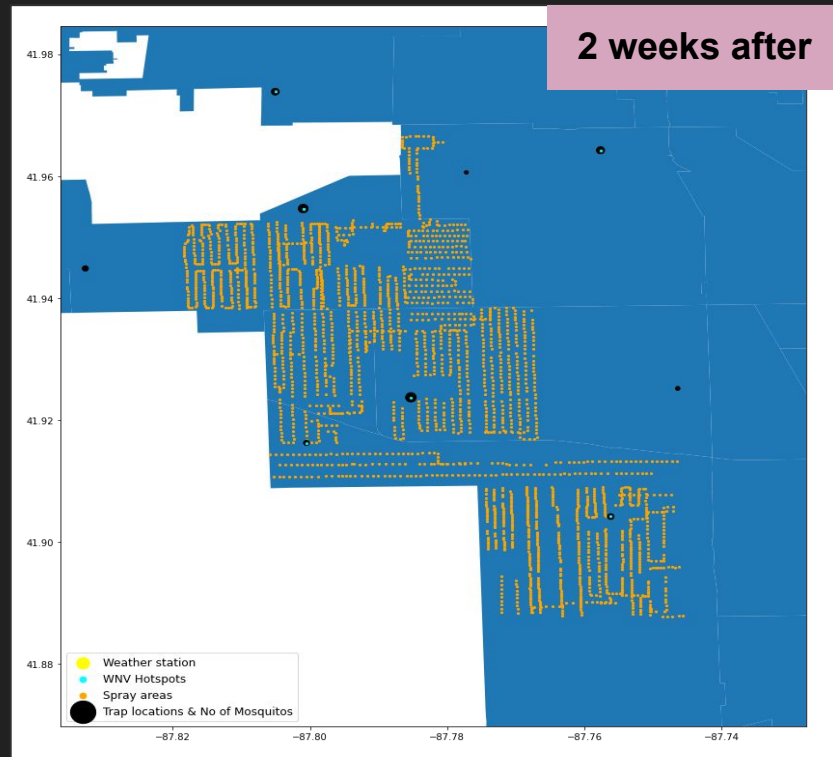 2 weeks after
41.98
41.96
41.94
41.92
41.90
41.88
Weather station
WNV Hotspots
Spray areas
Trap locations & No of Mosquitos
−87.82
−87.80
−87.78
−87.76
−87.74